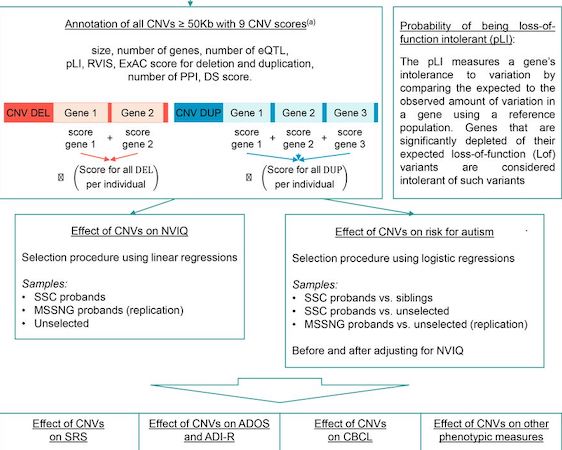 Annotation of all CNVs ≥ 50Kb with 9 CNV scores(a)
size, number of genes, number of eQTL,
pLI, RVIS, ExAC score for deletion and duplication,
number of PPI, DS score.
CNV DEL Gene 1 Gene 2 CNV DUP Gene 1 Gene 2 Gene 3
score gene 1 + score gene 2
score gene 1 + score gene 2 + score gene 3
(Score for all DEL per individual)
(Score for all DUP per individual)
Probability of being loss-of-
function intolerant (pLI):
The pLI measures a gene's
intolerance to variation by
comparing the expected to the
observed amount of variation in
a gene using a reference
population. Genes that are
significantly depleted of their
expected loss-of-function (Lof)
variants are considered
intolerant of such variants
Effect of CNVs on NVIQ
Selection procedure using linear regressions
Samples:
• SSC probands
• MSSNG probands (replication)
• Unselected
Effect of CNVs on risk for autism
Selection procedure using logistic regressions
Samples:
• SSC probands vs. siblings
• SSC probands vs. unselected
• MSSNG probands vs. unselected (replication)
Before and after adjusting for NVIQ
Effect of CNVs
on SRS
Effect of CNVs on ADOS
and ADI-R
Effect of CNVs
on CBCL
Effect of CNVs on other
phenotypic measures